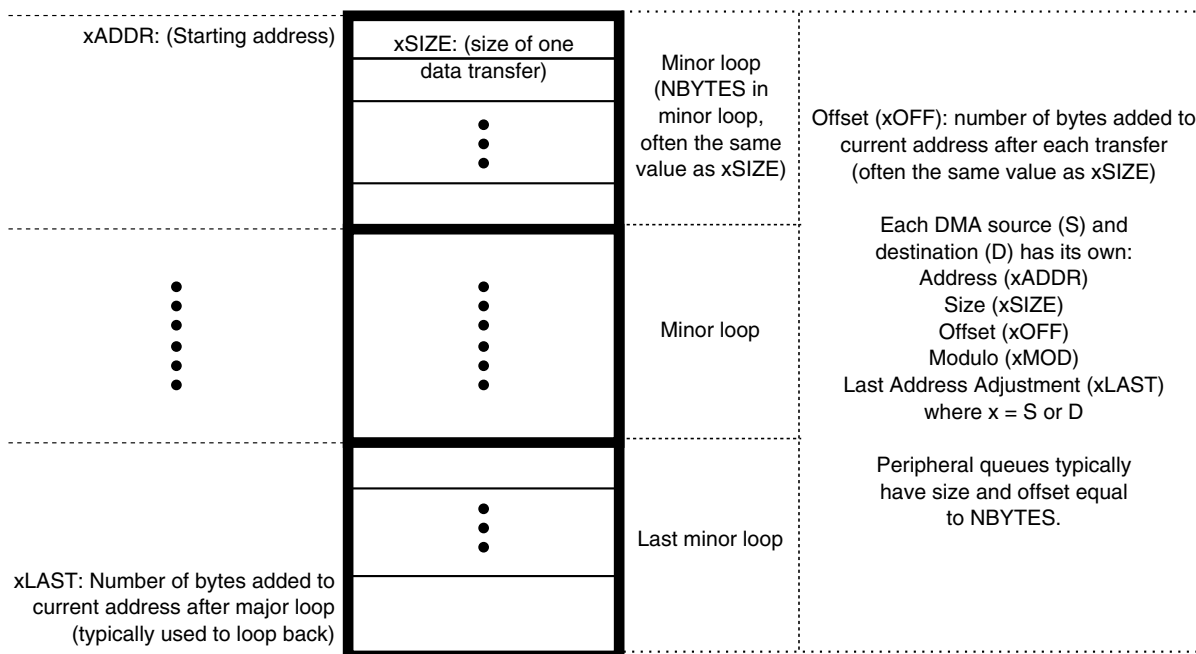 xADDR: (Starting address)
xSIZE: (size of one
data transfer)
Minor loop
(NBYTES in
minor loop,
often the same
value as xSIZE)
Offset (xOFF): number of bytes added to
current address after each transfer
(often the same value as xSIZE)
Each DMA source (S) and
destination (D) has its own:
Address (xADDR)
Size (xSIZE)
Offset (xOFF)
Modulo (xMOD)
Last Address Adjustment (xLAST)
where x = S or D
Peripheral queues typically
have size and offset equal
to NBYTES.
Minor loop
Last minor loop
xLAST: Number of bytes added to
current address after major loop
(typically used to loop back)